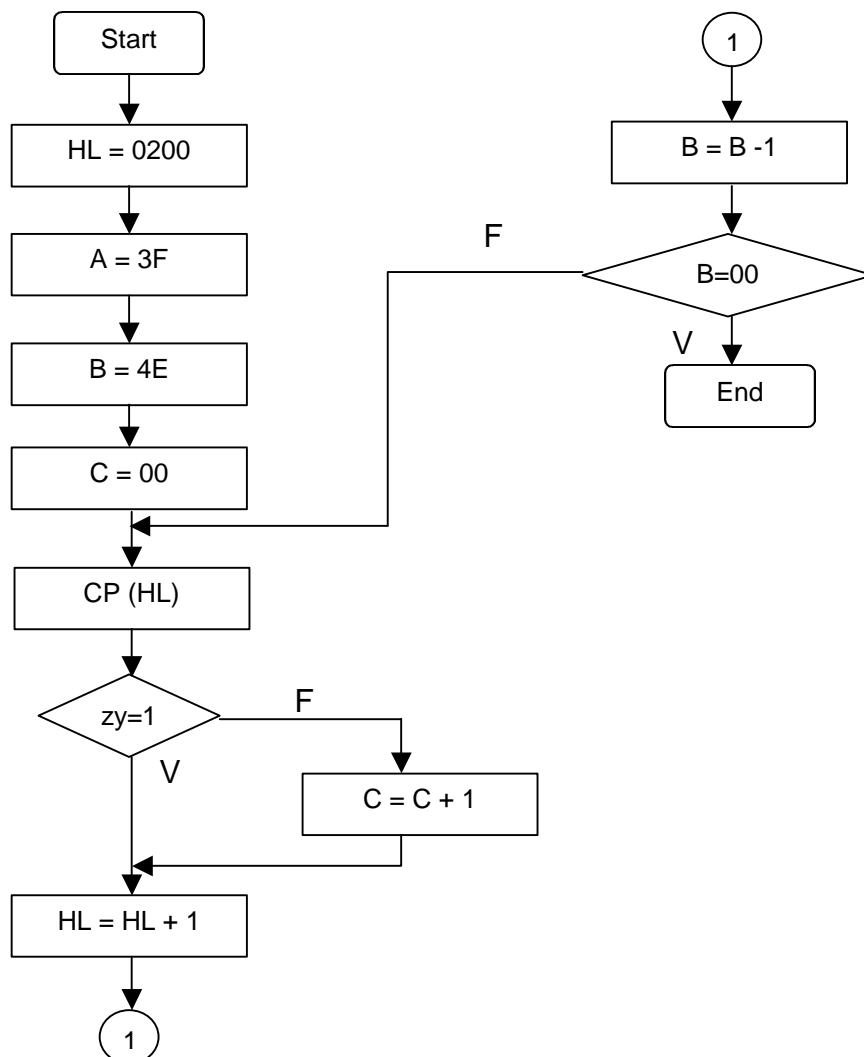 Start
HL = 0200
A = 3F
B = 4E
C = 00
CP (HL)
zy=1
F
V
C = C + 1
HL = HL + 1
1
1
B = B -1
B=00
F
V
End